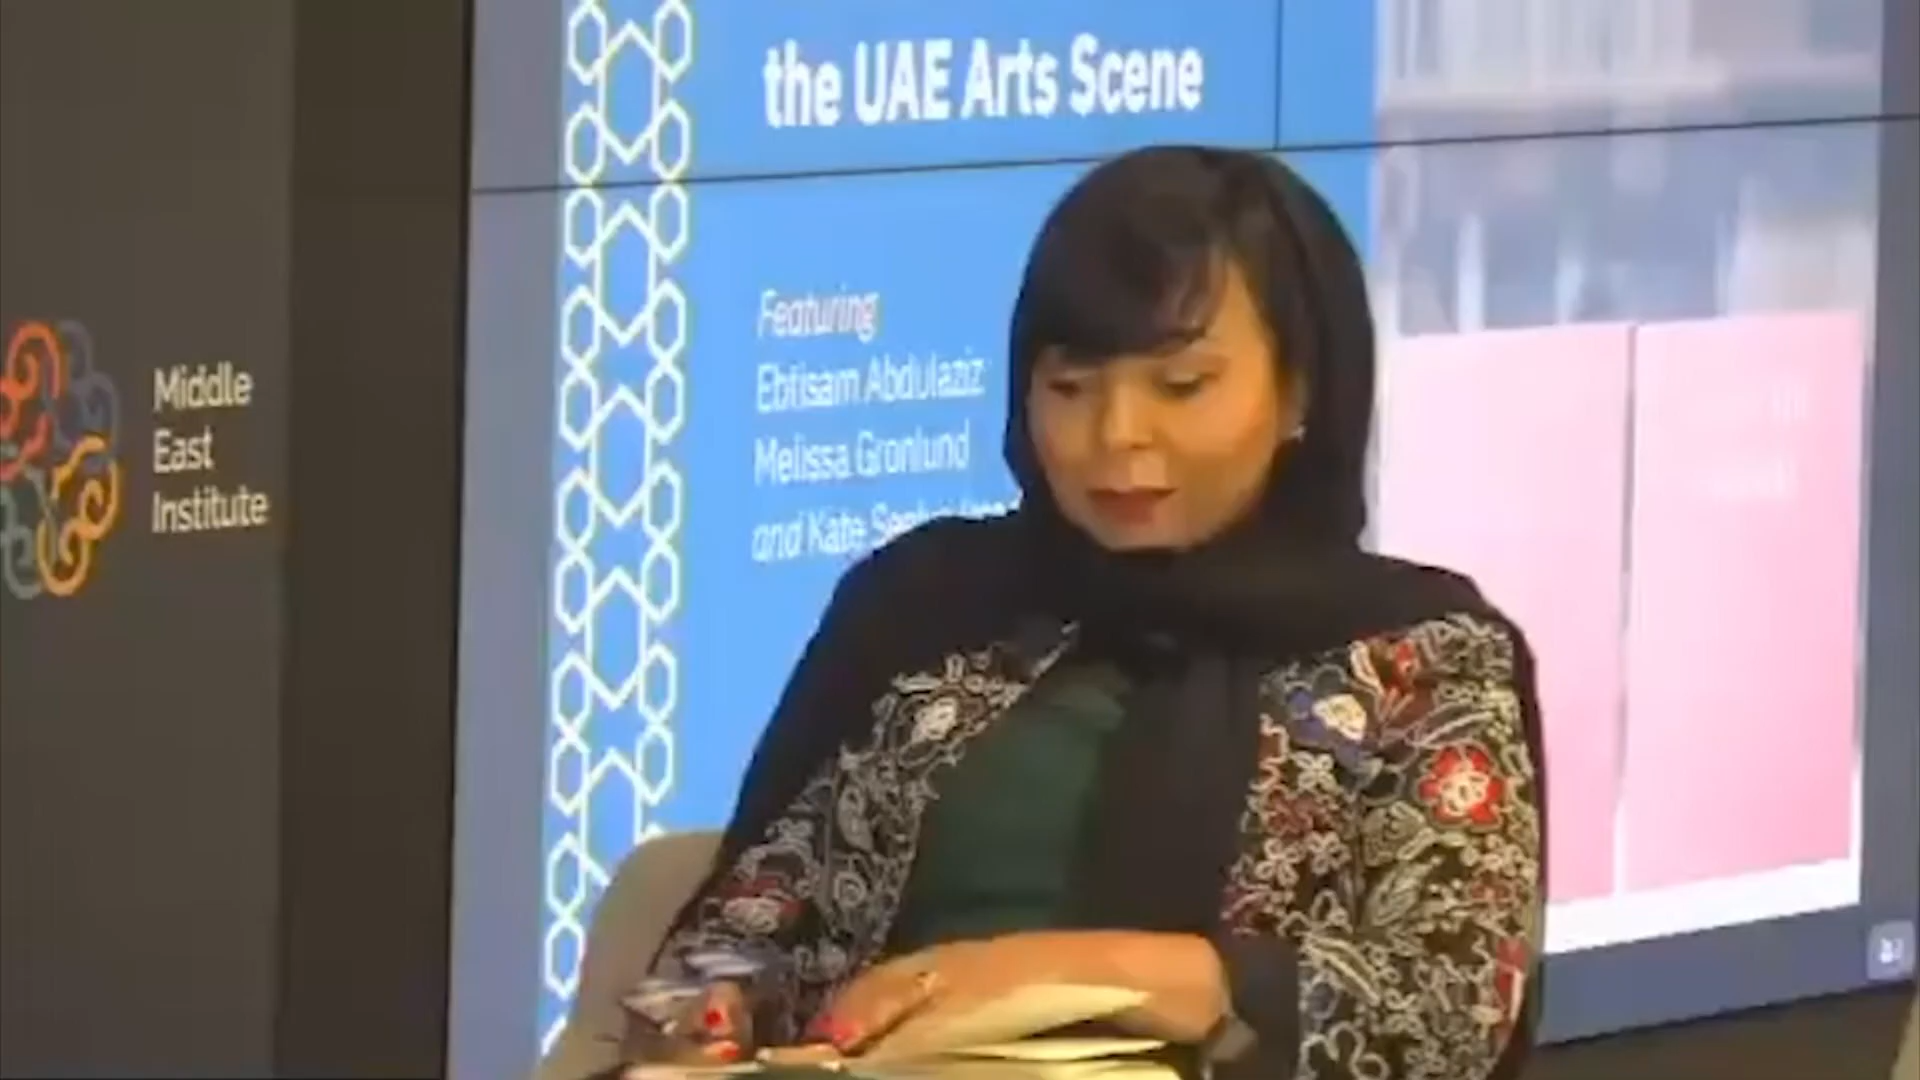 the UAE Arts Scene
Featuring
Ebtisam Abdulaziz
Melissa Gronlund
and Kate
Middle
East
Institute